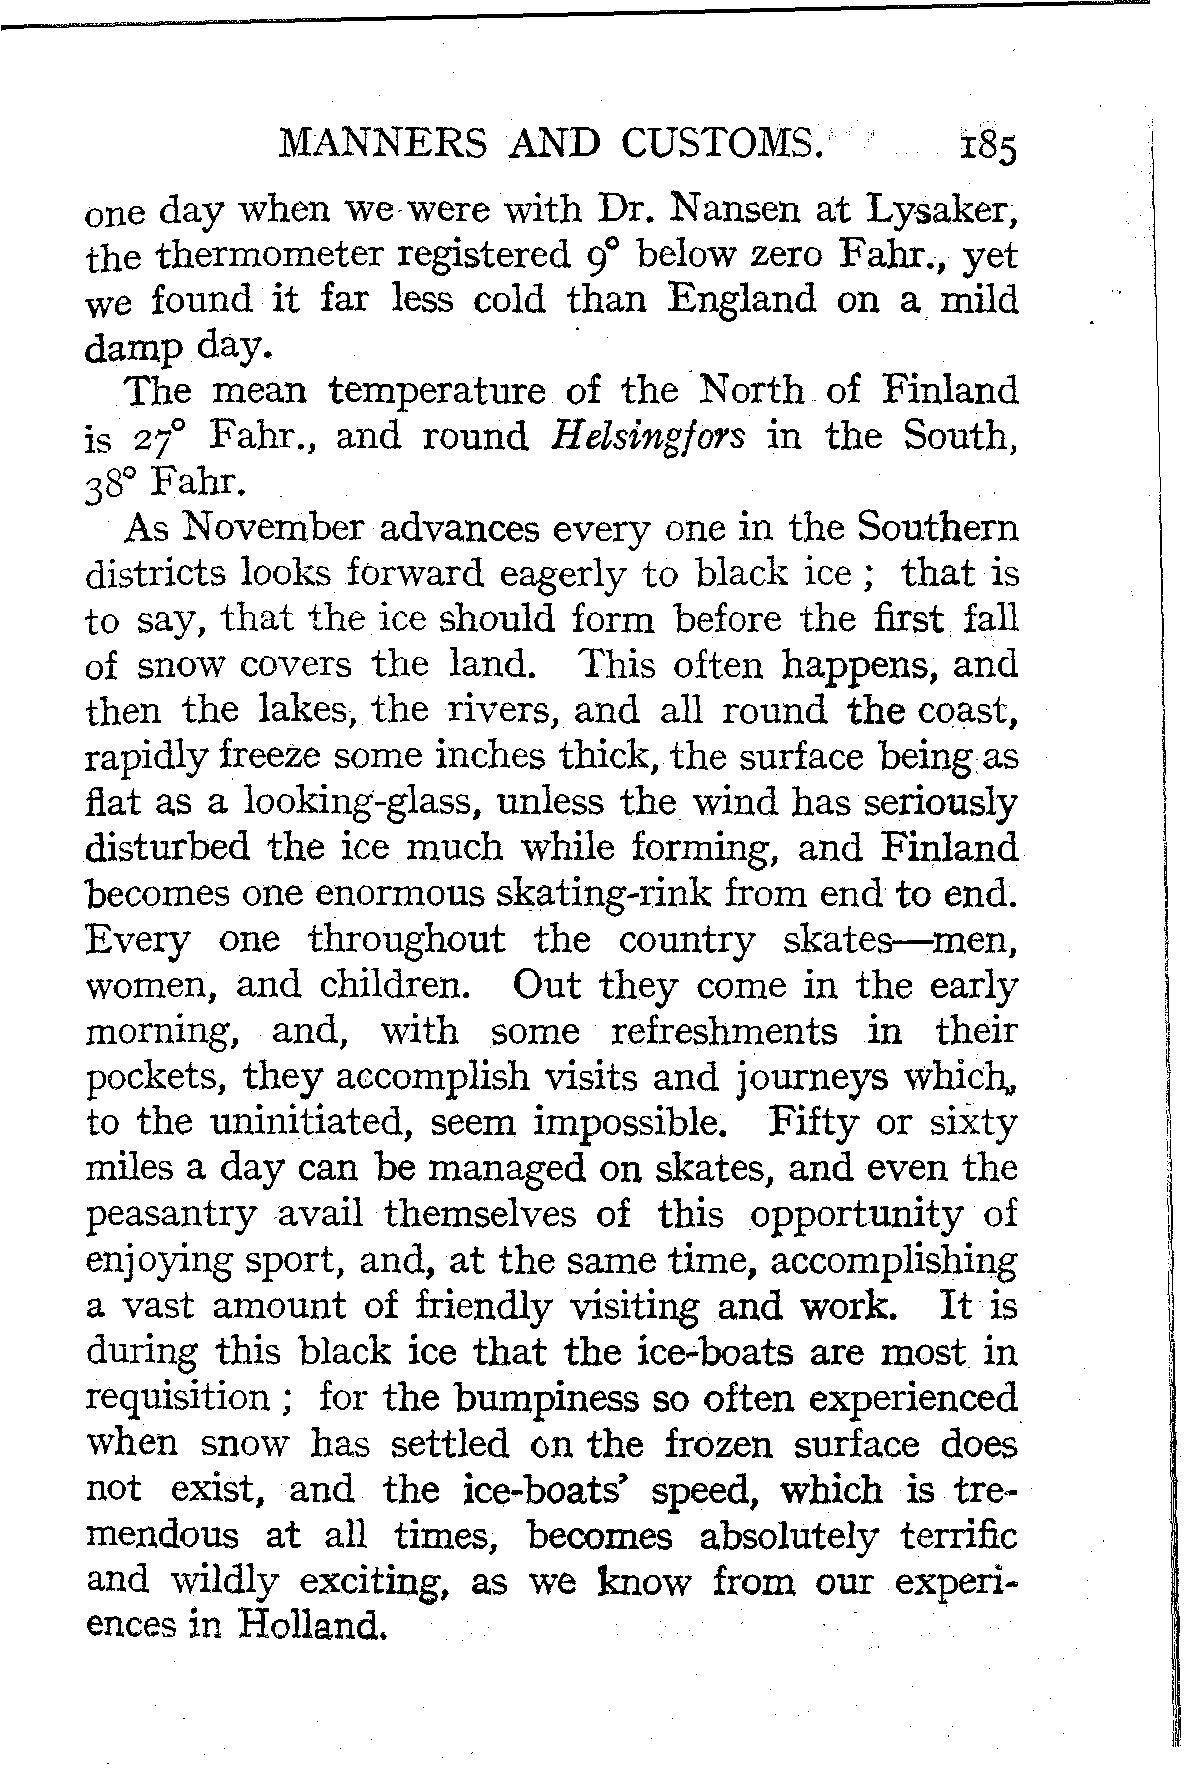 MANNERS AND CUSTOMS. 185
one day when we were with Dr. Nansen at Lysaker,
the thermometer registered 9° below zero Fahr., yet
we found it far less cold than England on a mild
damp day.
The mean temperature of the North of Finland
is 27° Fahr., and round Helsingfors in the South,
38° Fahr.
As November advances every one in the Southern
districts looks forward eagerly to black ice ; that is
to say, that the ice should form before the first fall
of snow covers the land. This often happens, and
then the lakes, the rivers, and all round the coast,
rapidly freeze some inches thick, the surface being as
flat as a looking-glass, unless the wind has seriously
disturbed the ice much while forming, and Finland
becomes one enormous skating-rink from end to end.
Every one throughout the country skates—men,
women, and children. Out they come in the early
morning, and, with some refreshments in their
pockets, they accomplish visits and journeys which,
to the uninitiated, seem impossible. Fifty or sixty
miles a day can be managed on skates, and even the
peasantry avail themselves of this opportunity of
enjoying sport, and, at the same time, accomplishing
a vast amount of friendly visiting and work. It is
during this black ice that the ice-boats are most in
requisition ; for the bumpiness so often experienced
when snow has settled on the frozen surface does
not exist, and the ice-boats' speed, which is tre-
mendous at all times, becomes absolutely terrific
and wildly exciting, as we know from our experi-
ences in Holland.